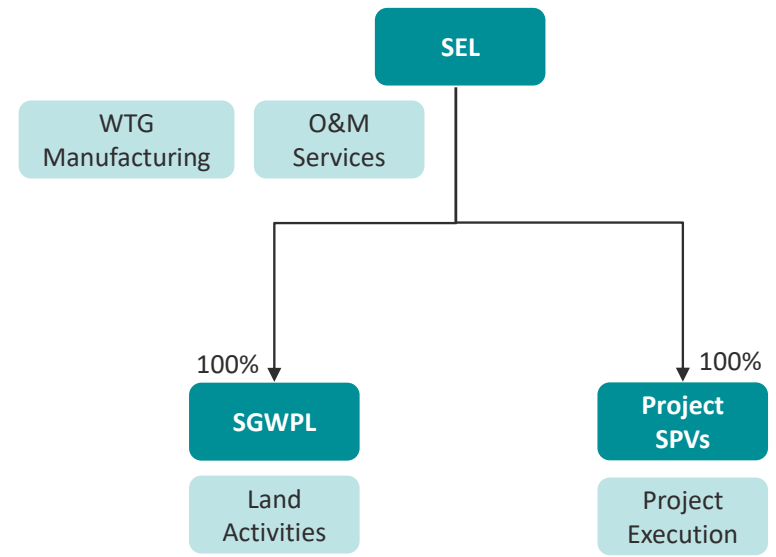 SEL
WTG
Manufacturing
O&M
Services
100%
100%
SGWPL
Project
SPVs
Land
Activities
Project
Execution